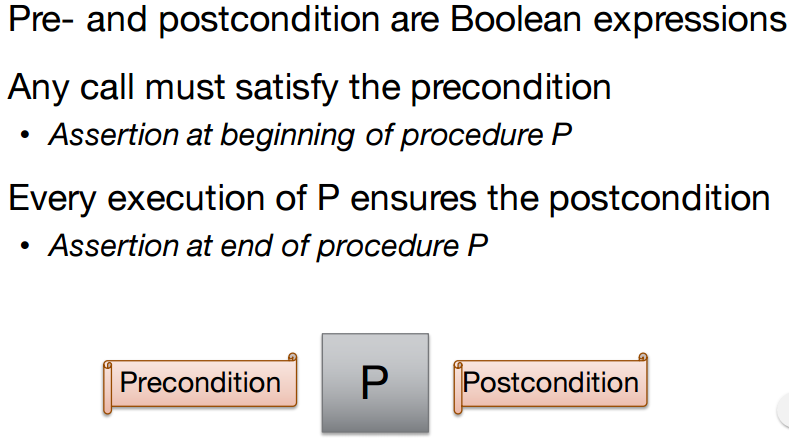 Pre- and postcondition are Boolean expressions
Any call must satisfy the precondition
• Assertion at beginning of procedure P
Every execution of P ensures the postcondition
• Assertion at end of procedure P
Precondition
P
Postcondition